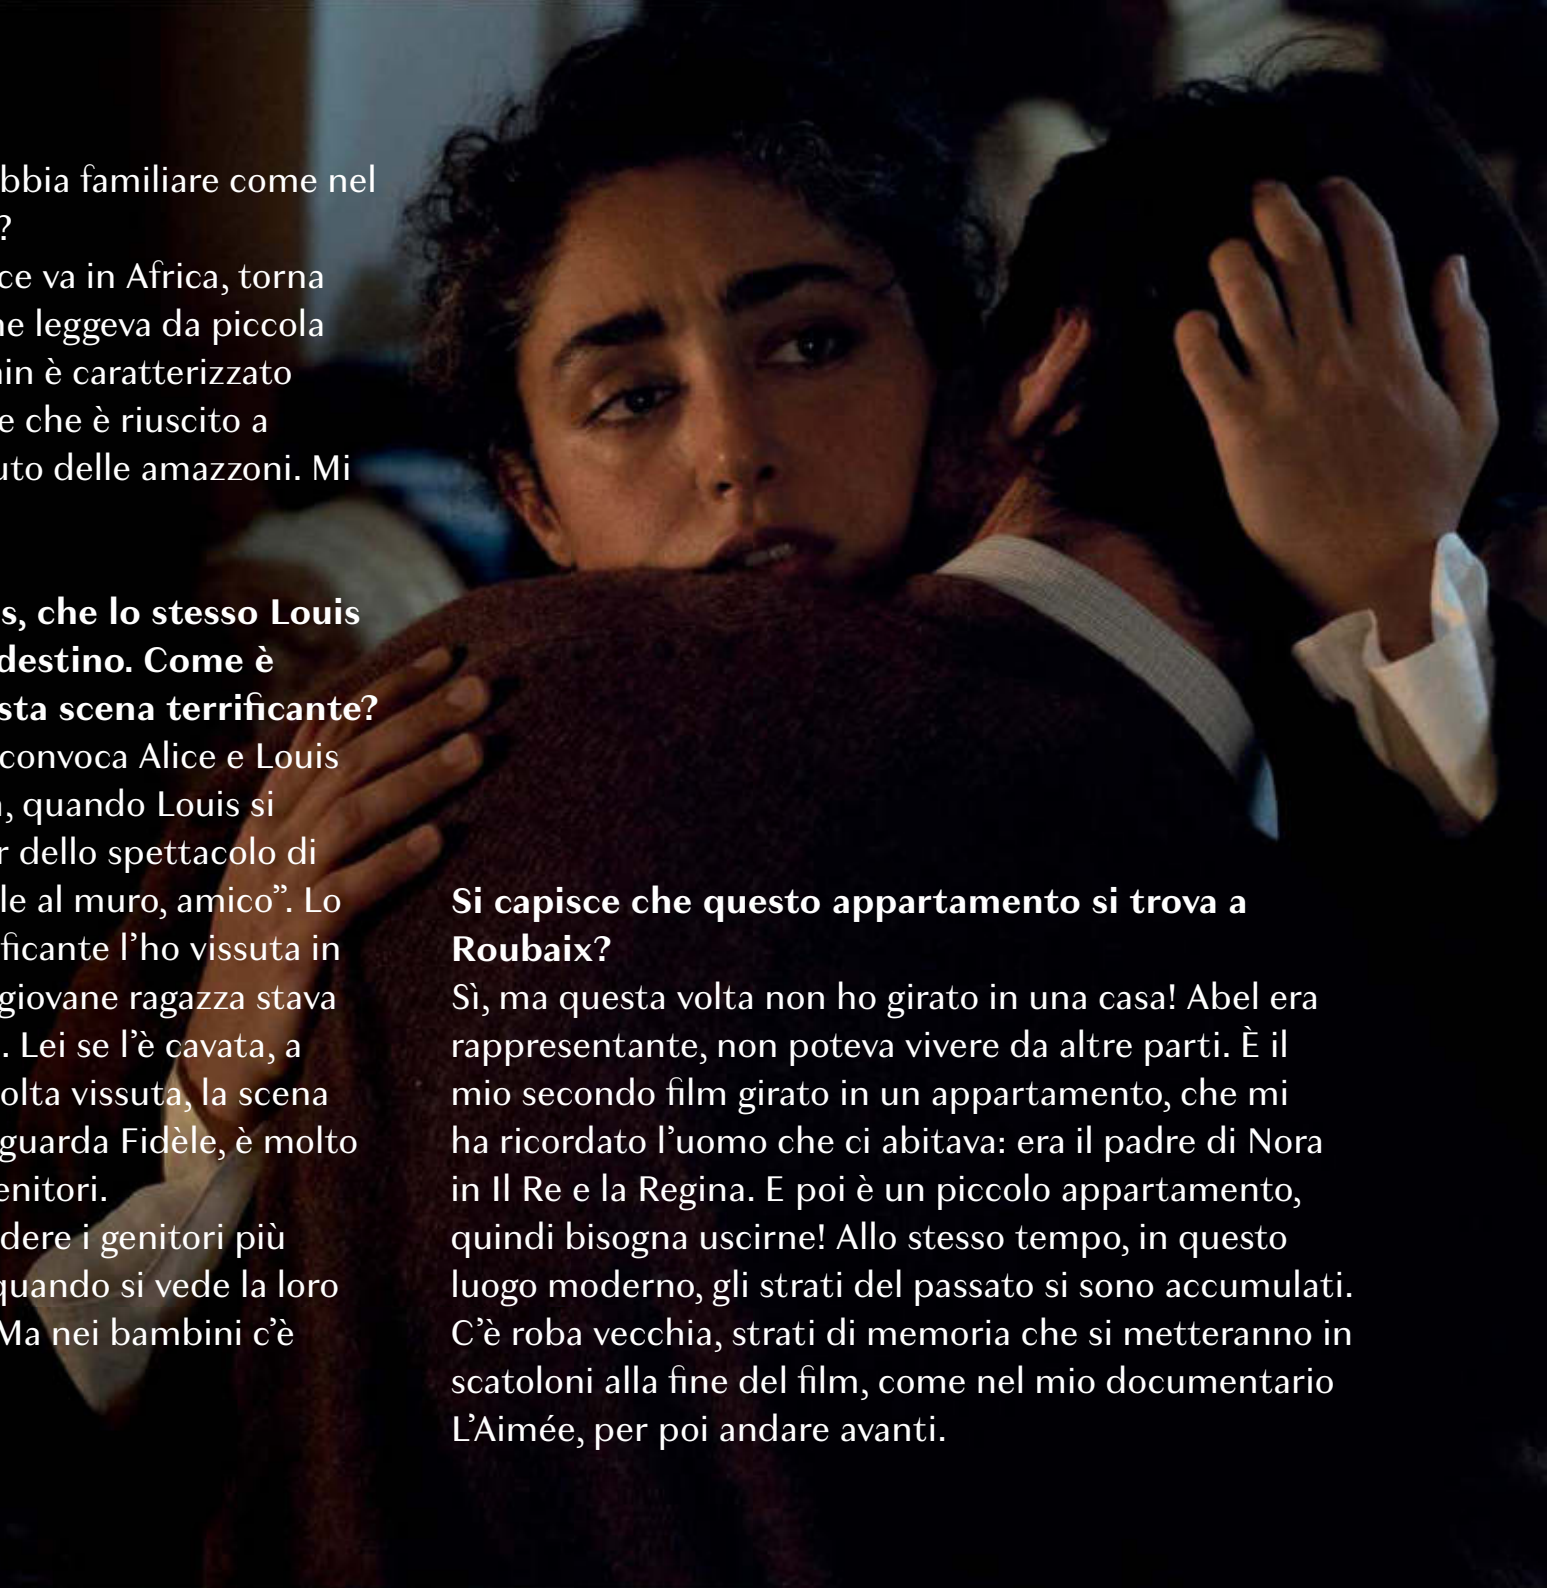 bbia familiare come nel
?
ce va in Africa, torna
ne leggeva da piccola
ain è caratterizzato
e che è riuscito a
uto delle amazzoni. Mi
s, che lo stesso Louis
destino. Come è
sta scena terrificante?
convoca Alice e Louis
a, quando Louis si
r dello spettacolo di
le al muro, amico”. Lo
ficante l’ho vissuta in
giovane ragazza stava
. Lei se l’è cavata, a
olta vissuta, la scena
guarda Fidèle, è molto
enitori.
dere i genitori più
quando si vede la loro
Ma nei bambini c’è
Si capisce che questo appartamento si trova a
Roubaix?
Sì, ma questa volta non ho girato in una casa! Abel era
rappresentante, non poteva vivere da altre parti. È il
mio secondo film girato in un appartamento, che mi
ha ricordato l’uomo che ci abitava: era il padre di Nora
in Il Re e la Regina. E poi è un piccolo appartamento,
quindi bisogna uscirne! Allo stesso tempo, in questo
luogo moderno, gli strati del passato si sono accumulati.
C’è roba vecchia, strati di memoria che si metteranno in
scatoloni alla fine del film, come nel mio documentario
L’Aimée, per poi andare avanti.